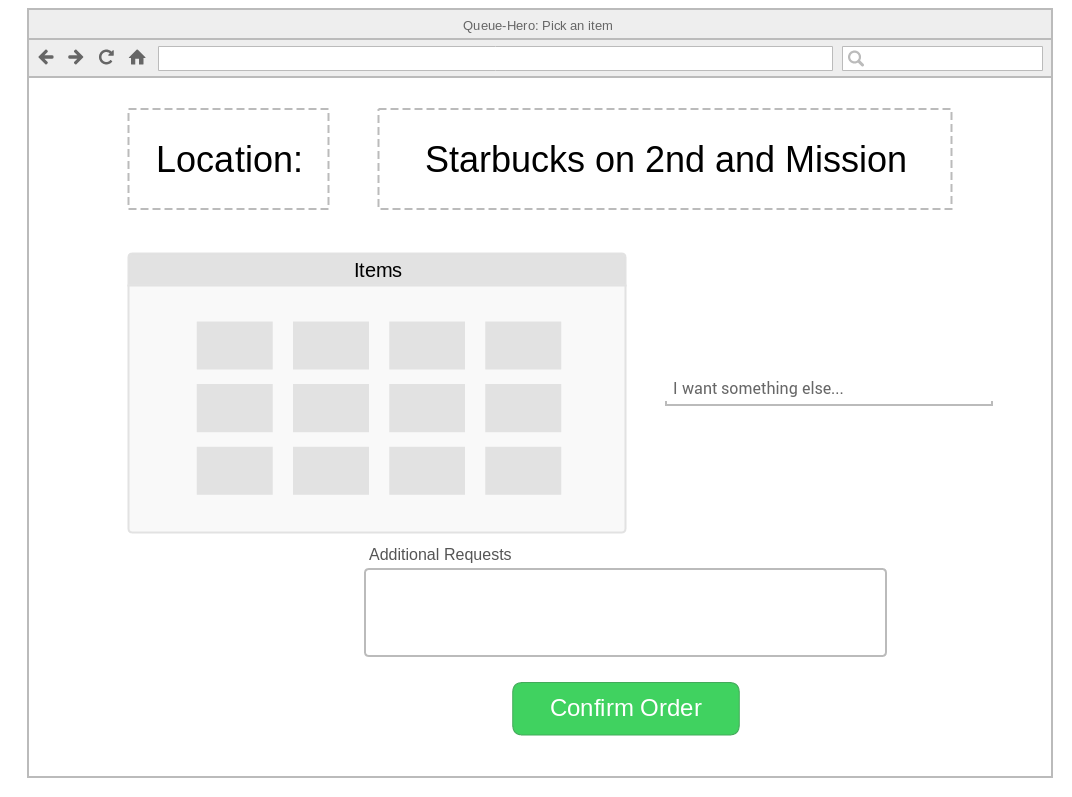 Queue-Hero: Pick an item
Location:
Starbucks on 2nd and Mission
Items
I want something else...
Additional Requests
Confirm Order